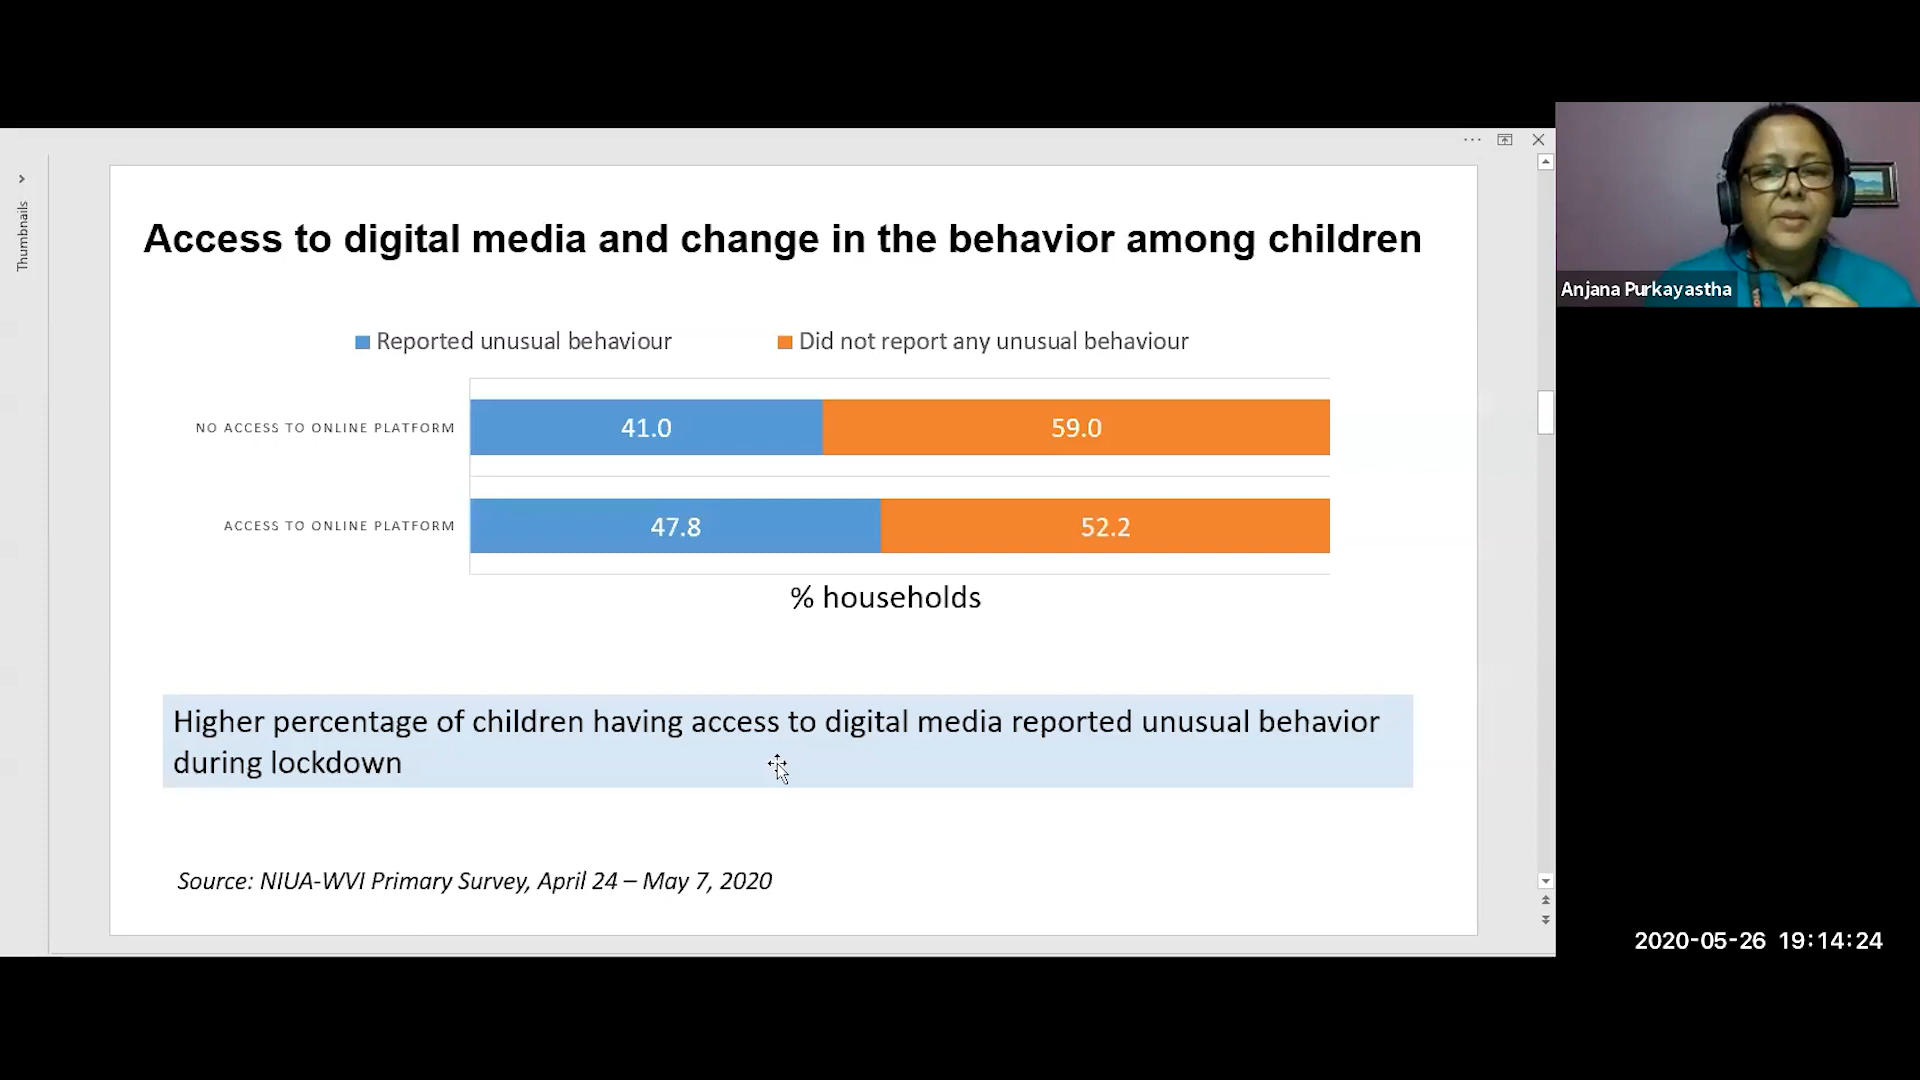 Thumbnails
Access to digital media and change in the behavior among children
Reported unusual behaviour
Did not report any unusual behaviour
NO ACCESS TO ONLINE PLATFORM
41.0
59.0
ACCESS TO ONLINE PLATFORM
47.8
52.2
% households
Higher percentage of children having access to digital media reported unusual behavior
during lockdown
Source: NIUA-WVI Primary Survey, April 24 – May 7, 2020
Anjana Purkayastha
2020-05-26 19:14:24